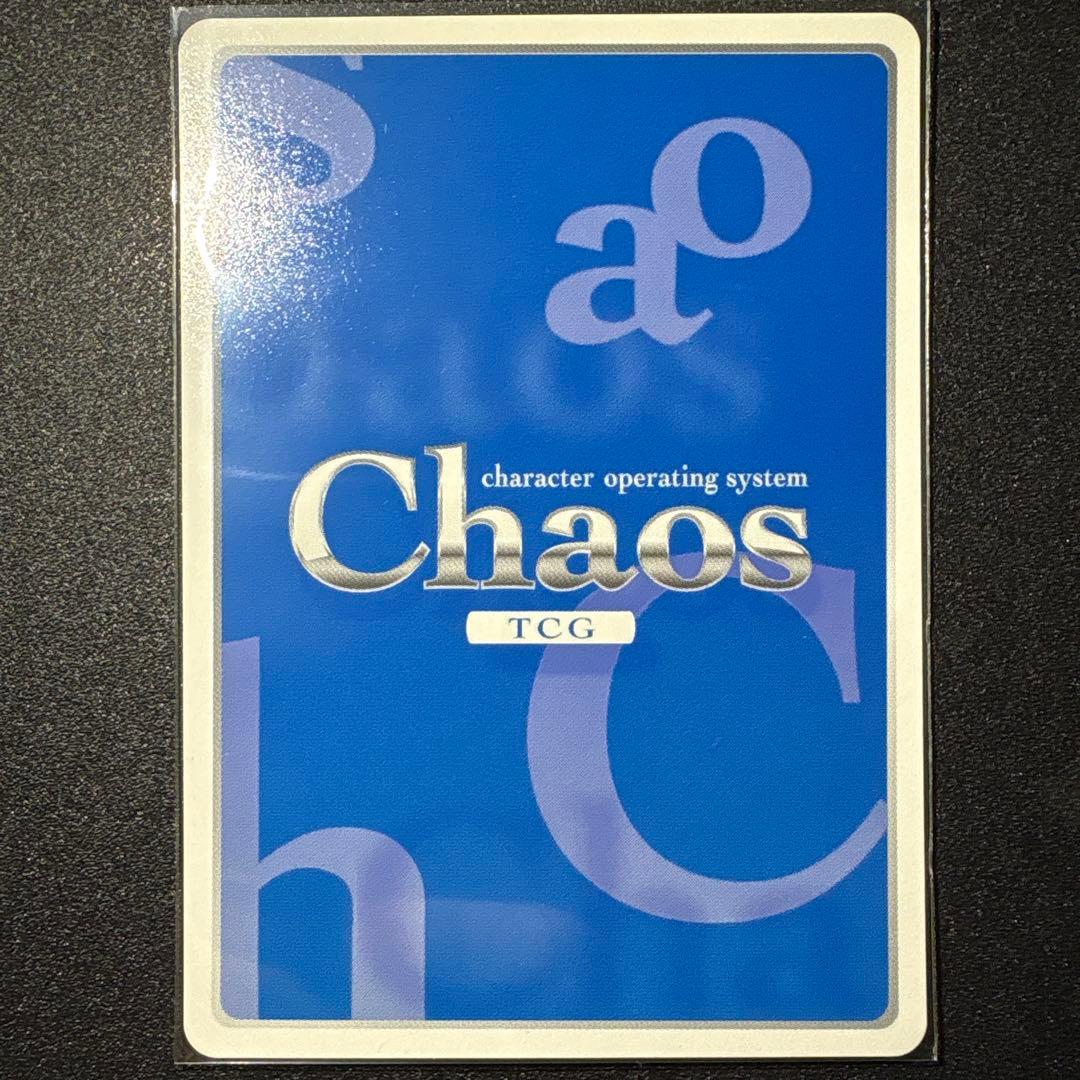 s
a o
character operating system
Chaos
TCG
C
h